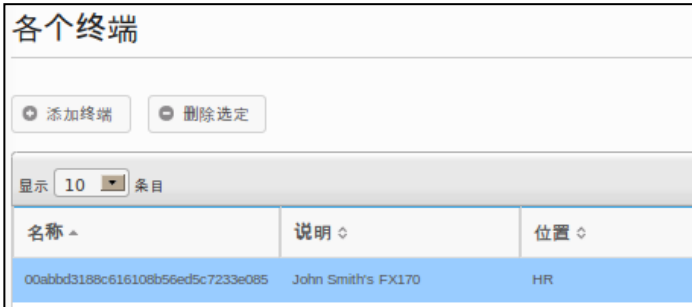 各个终端
添加终端 删除选定
显示 10 条目
名称 说明 位置
00abbd3188c616108b56ed5c7233e085 John Smith's FX170 HR